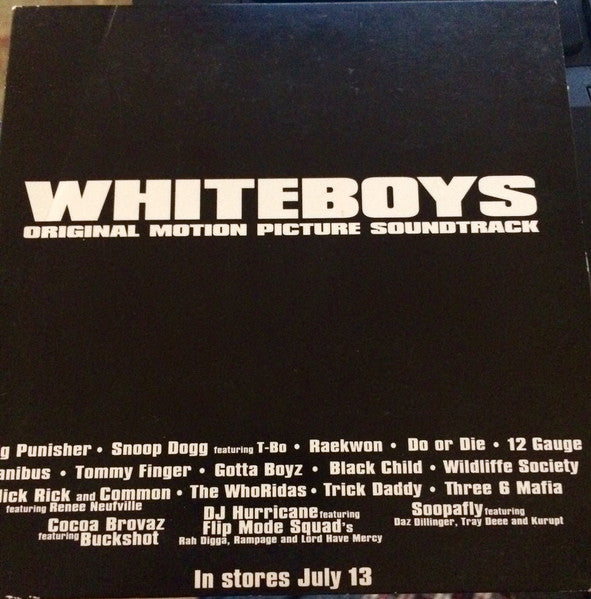 WHITEBOYS
ORIGINAL MOTION PICTURE SOUNDTRACK
g Punisher • Snoop Dogg featuring T-Bo • Raekwon • Do or Die • 12 Gauge
anibus • Tommy Finger • Gotta Boyz • Black Child • Wildliffe Society
lick Rick and Common • The WhoRidas • Trick Daddy • Three 6 Mafia
featuring Renee Neufville
Cocoa Brovaz
featuring Buckshot
DJ Hurricane featuring
Flip Mode Squad's
Rah Digga, Rampage and Lord Have Mercy
Soopafly featuring
Daz Dillinger, Tray Deee and Kurupt
In stores July 13